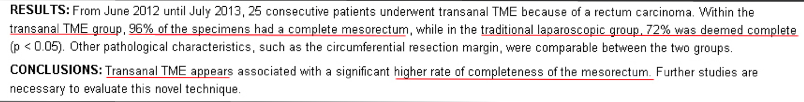 RESULTS: From June 2012 until July 2013, 25 consecutive patients underwent transanal TME because of a rectum carcinoma. Within the
transanal TME group, 96% of the specimens had a complete mesorectum, while in the traditional laparoscopic group, 72% was deemed complete
(p < 0.05). Other pathological characteristics, such as the circumferential resection margin, were comparable between the two groups.
CONCLUSIONS: Transanal TME appears associated with a significant higher rate of completeness of the mesorectum. Further studies are
necessary to evaluate this novel technique.